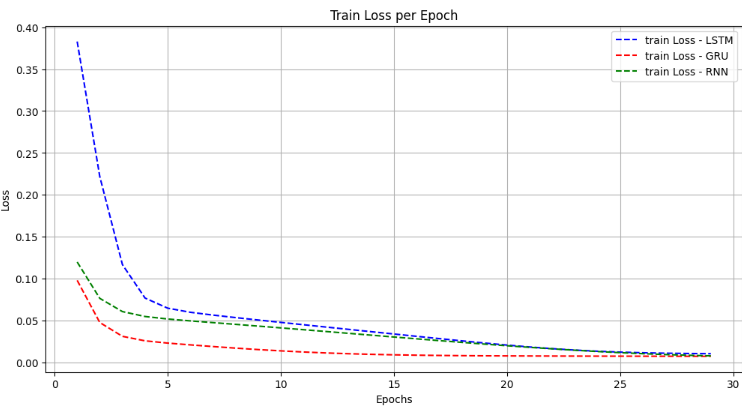 Train Loss per Epoch
0.40
0.35
0.30
0.25
0.20
0.15
0.10
0.05
0.00
Loss
train Loss - LSTM
train Loss - GRU
train Loss - RNN
0 5 10 15 20 25 30
Epochs